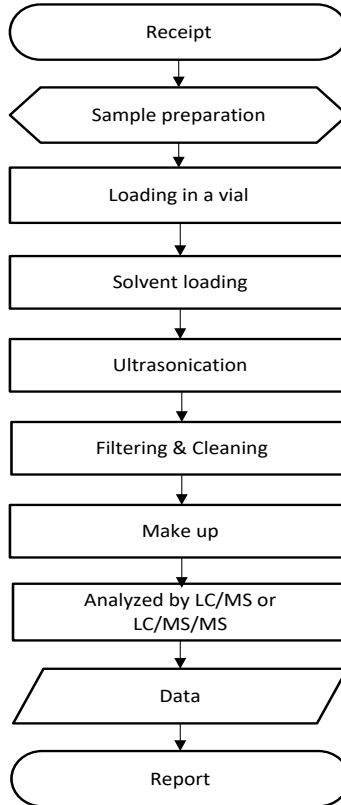 Receipt
Sample preparation
Loading in a vial
Solvent loading
Ultrasonication
Filtering & Cleaning
Make up
Analyzed by LC/MS or
LC/MS/MS
Data
Report